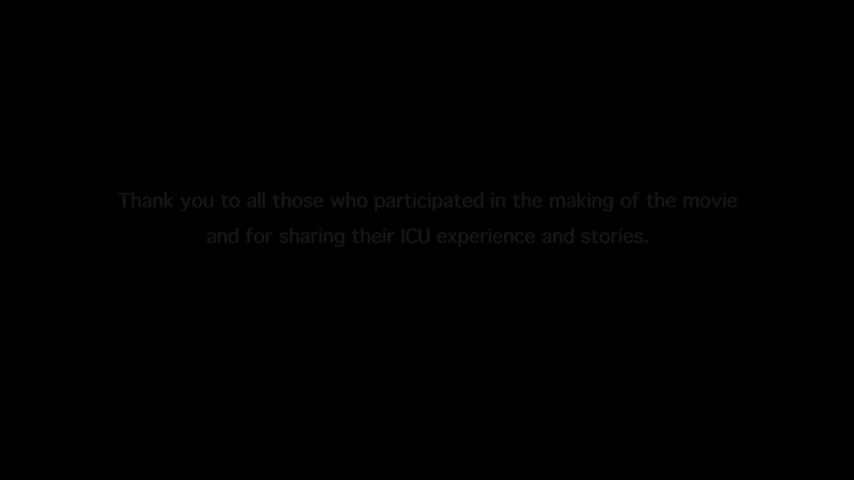 Thank you to all those who participated in the making of the movie
and for sharing their ICU experience and stories.